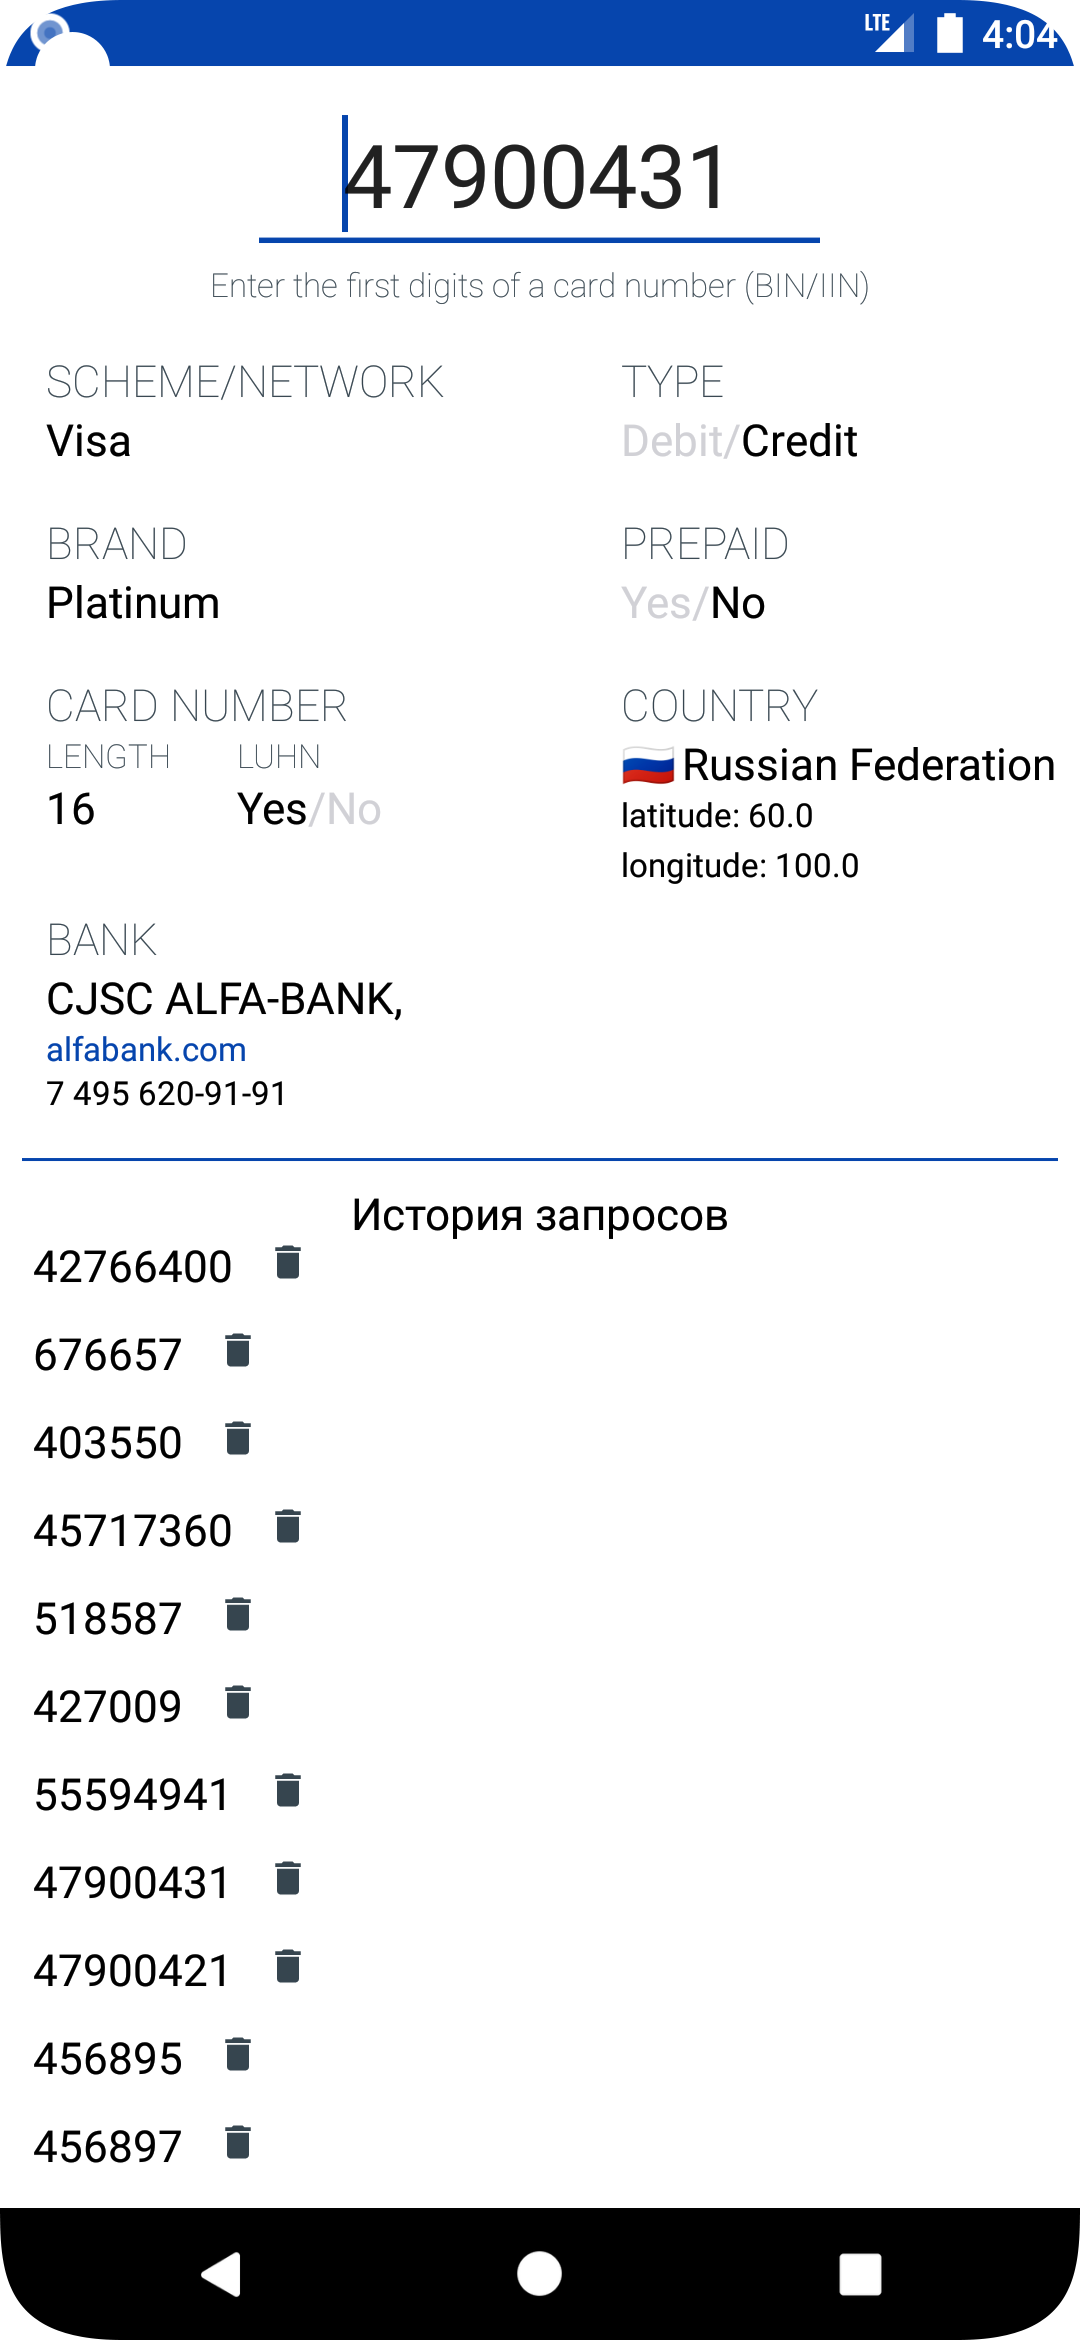 LTE 4:04
47900431
Enter the first digits of a card number (BIN/IIN)
SCHEME/NETWORK TYPE
Visa Debit/Credit
BRAND PREPAID
Platinum Yes/No
CARD NUMBER COUNTRY
LENGTH LUHN
🇷🇺 Russian Federation
16 Yes/No
latitude: 60.0
longitude: 100.0
BANK
CJSC ALFA-BANK,
alfabank.com
7 495 620-91-91
История запросов
42766400
676657
403550
45717360
518587
427009
55594941
47900431
47900421
456895
456897